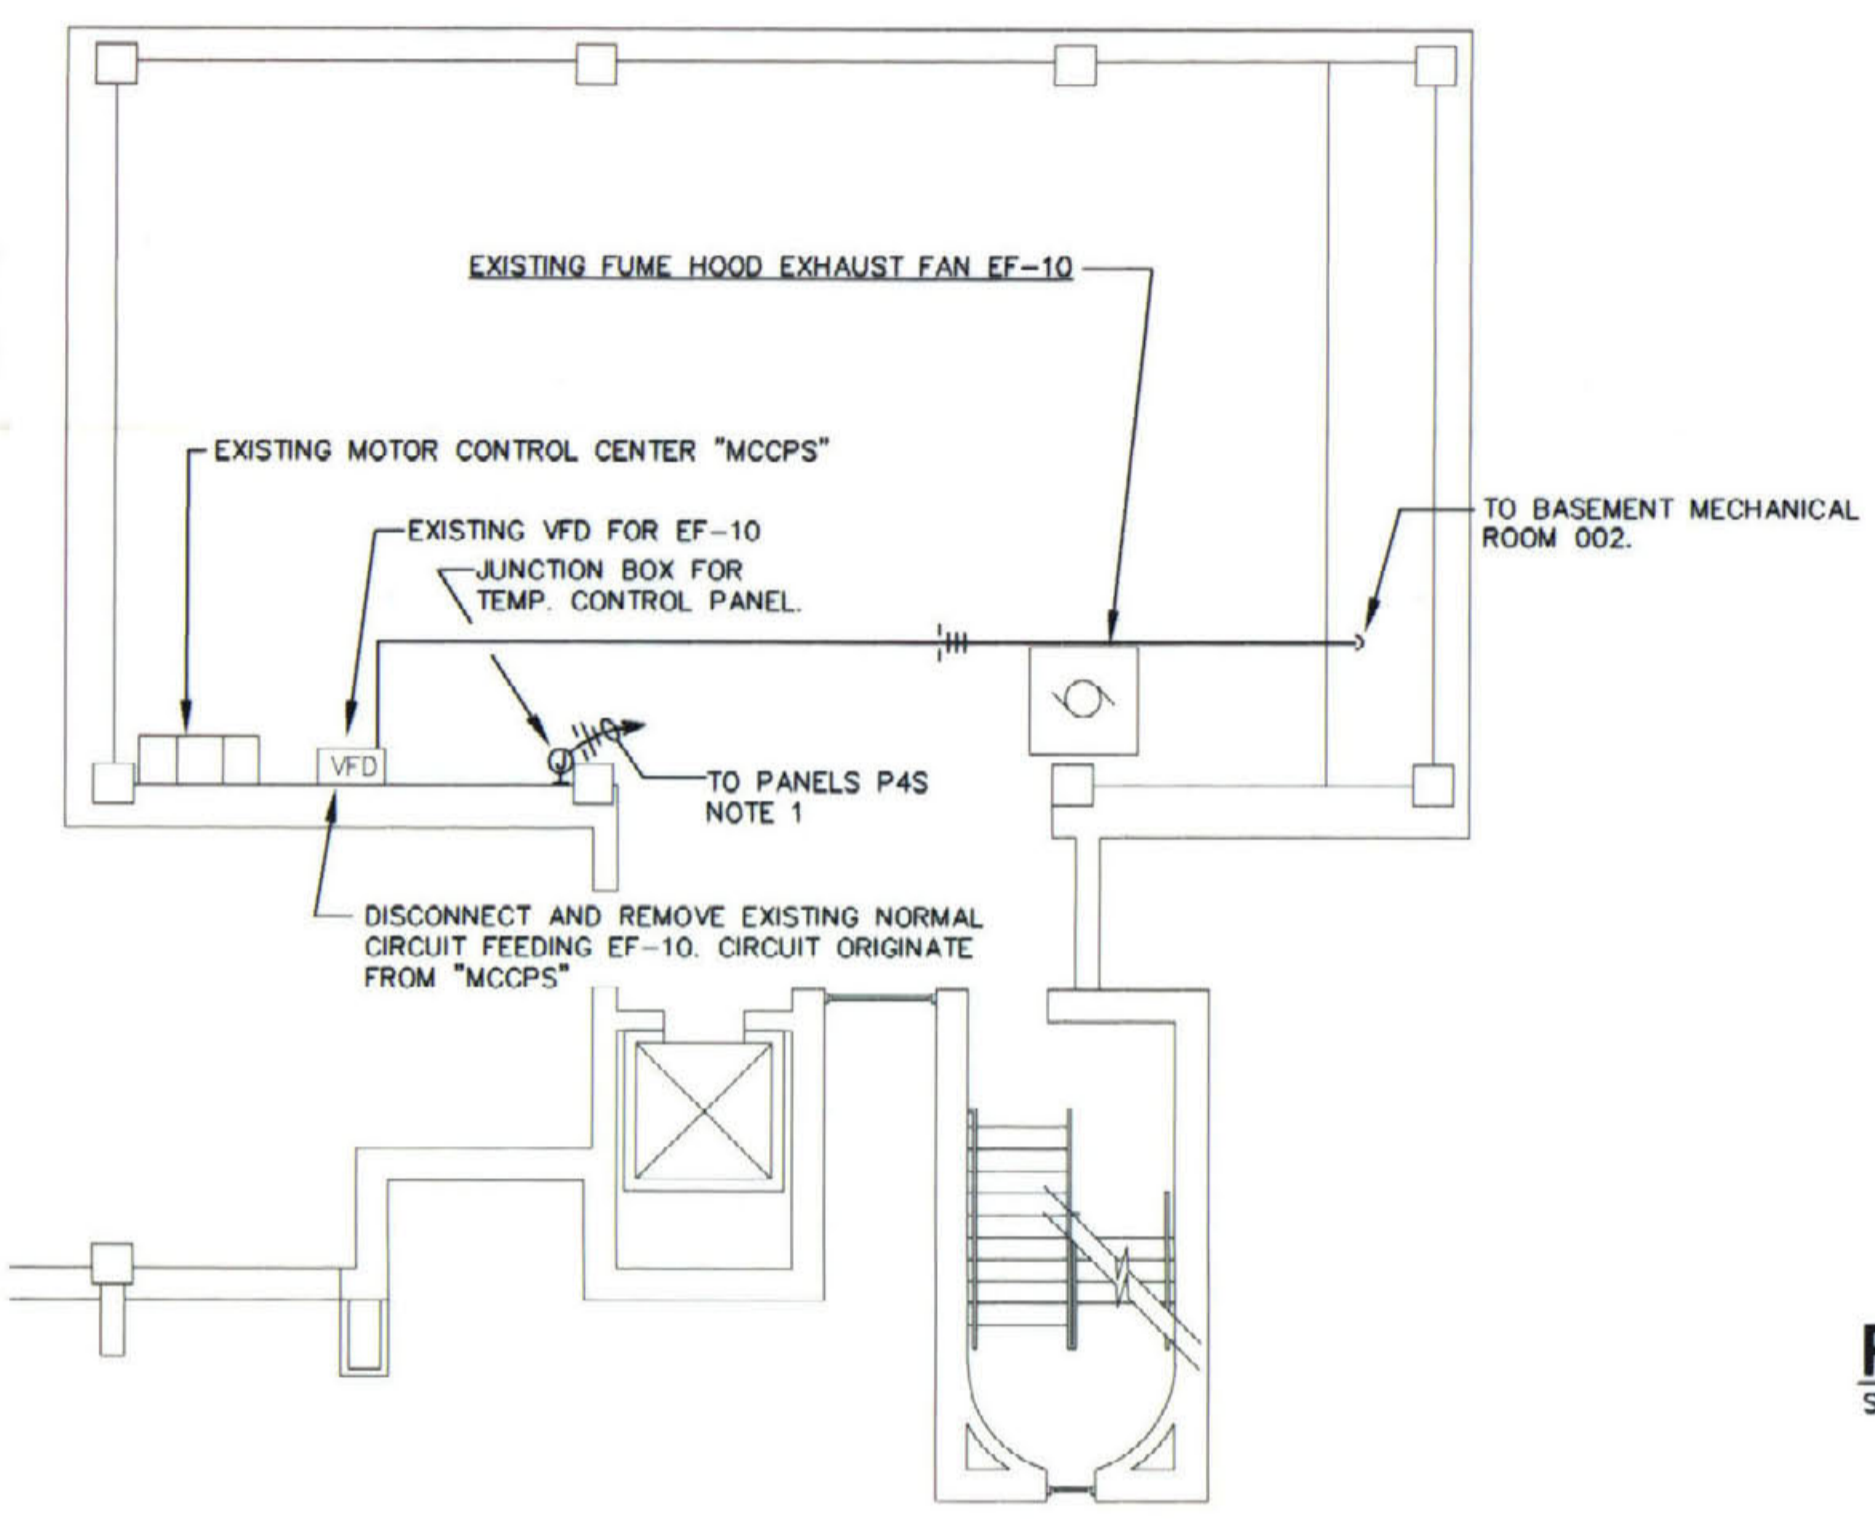 EXISTING FUME HOOD EXHAUST FAN EF-10
EXISTING MOTOR CONTROL CENTER "MCCPS"
EXISTING VFD FOR EF-10
JUNCTION BOX FOR
TEMP. CONTROL PANEL.
TO BASEMENT MECHANICAL
ROOM 002.
J
VFD
TO PANELS P4S
NOTE 1
DISCONNECT AND REMOVE EXISTING NORMAL
CIRCUIT FEEDING EF-10. CIRCUIT ORIGINATE
FROM "MCCPS"